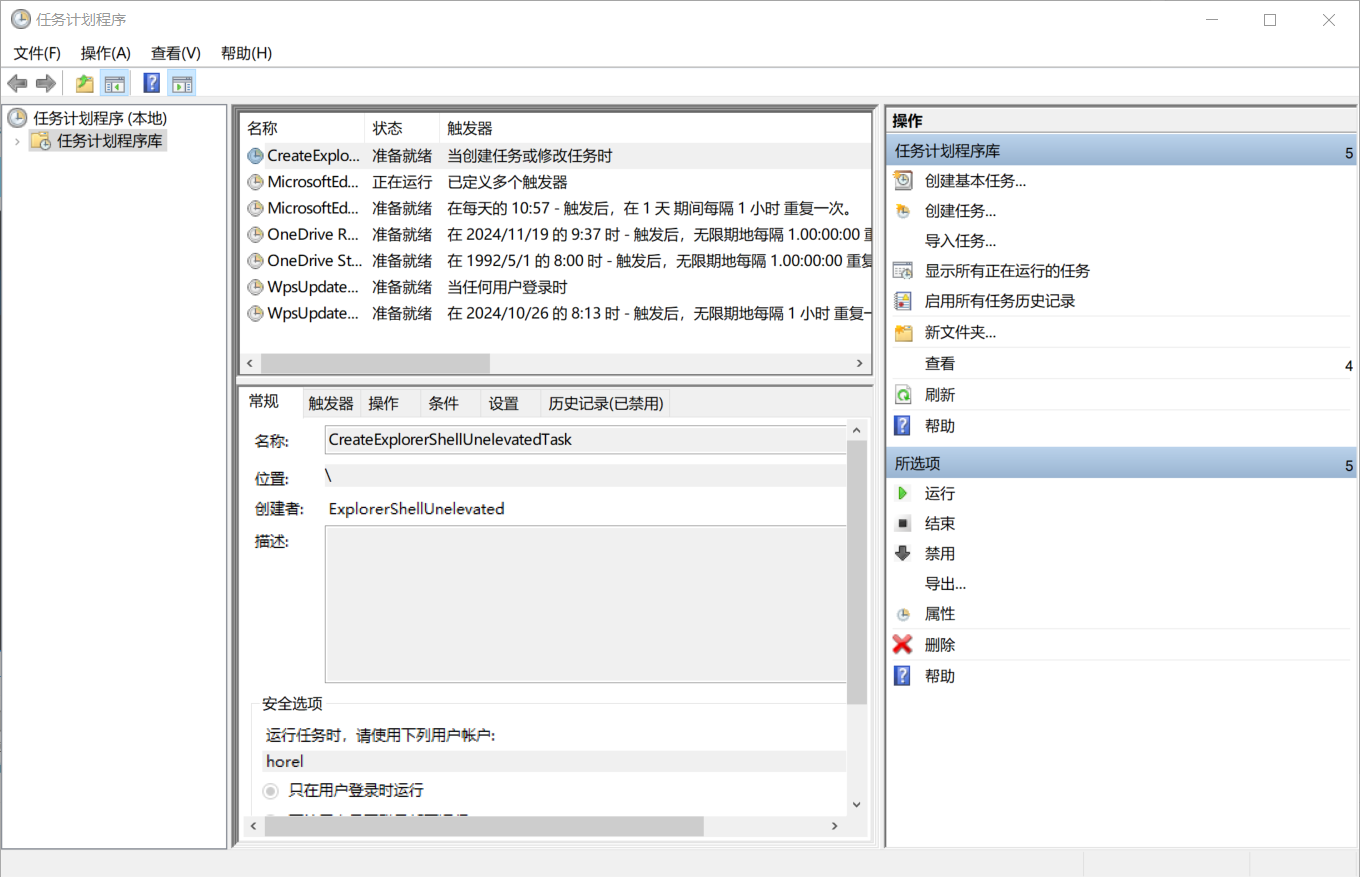 任务计划程序
文件(F) 操作(A) 查看(V) 帮助(H)
任务计划程序 (本地)
任务计划程序库
名称 状态 触发器
CreateExplo... 准备就绪 当创建任务或修改任务时
MicrosoftEd... 正在运行 已定义多个触发器
MicrosoftEd... 准备就绪 在每天的 10:57 - 触发后，在 1 天 期间每隔 1 小时 重复一次。
OneDrive R... 准备就绪 在 2024/11/19 的 9:37 时 - 触发后，无限期地每隔 1.00:00:00 重
OneDrive St... 准备就绪 在 1992/5/1 的 8:00 时 - 触发后，无限期地每隔 1.00:00:00 重复
WpsUpdate... 准备就绪 当任何用户登录时
WpsUpdate... 准备就绪 在 2024/10/26 的 8:13 时 - 触发后，无限期地每隔 1 小时 重复一
常规 触发器 操作 条件 设置 历史记录(已禁用)
名称: CreateExplorerShellUnelevatedTask
位置: \
创建者: ExplorerShellUnelevated
描述:
安全选项
运行任务时，请使用下列用户帐户:
horel
只在用户登录时运行
操作
任务计划程序库
创建基本任务...
创建任务...
导入任务...
显示所有正在运行的任务
启用所有任务历史记录
新文件夹...
查看
刷新
帮助
所选项
运行
结束
禁用
导出...
属性
删除
帮助